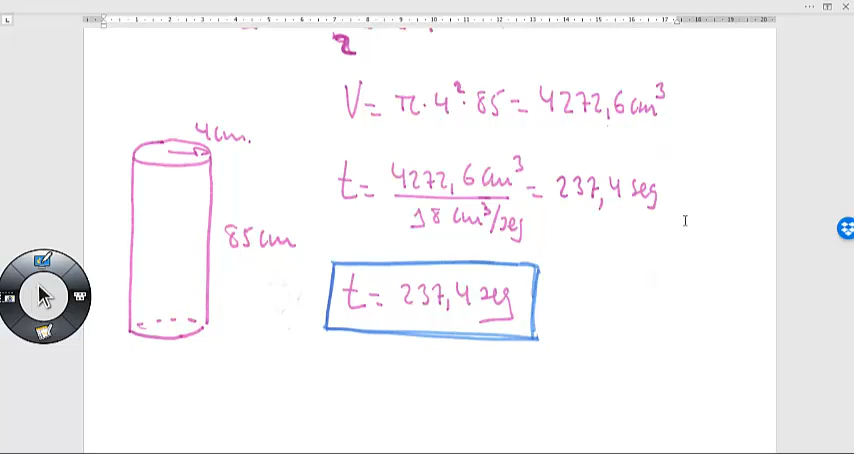 V = π · 4² · 85 = 4272,6 cm³
4 cm.
t = 4272,6 cm³ / 18 cm³/seg = 237,4 seg
85 cm
t = 237,4 seg